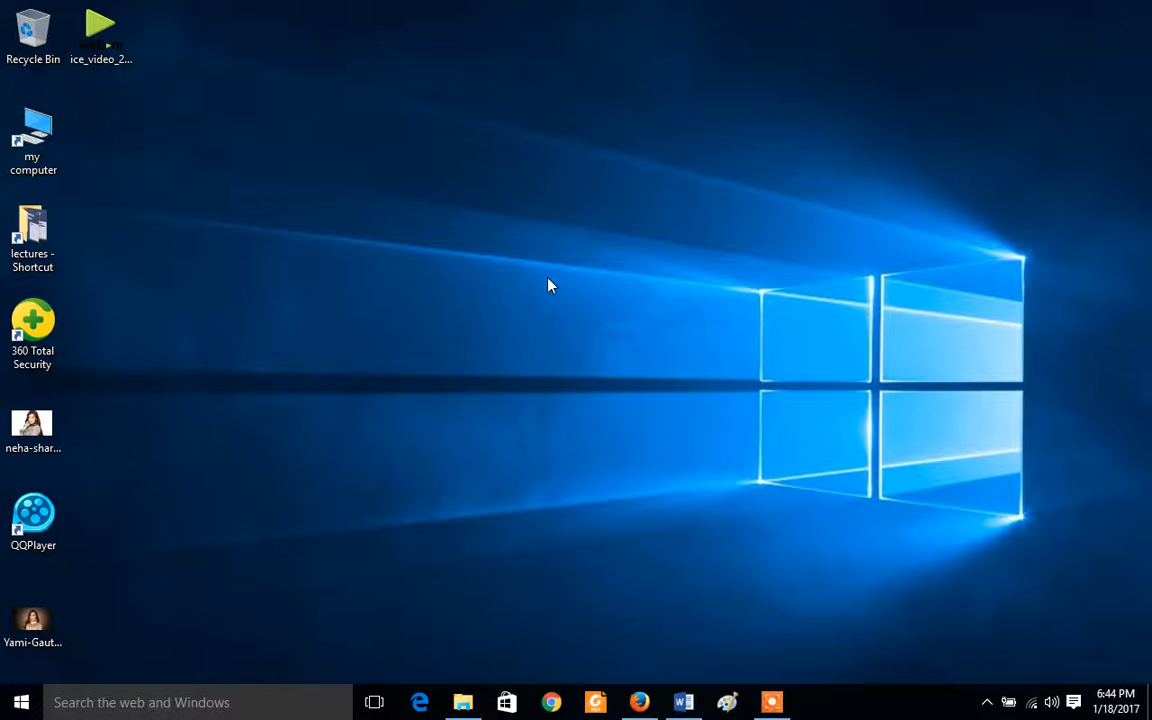 Recycle Bin
ice_video_2...
my
computer
lectures -
Shortcut
360 Total
Security
neha-shar...
QQPlayer
Yami-Gaut...
Search the web and Windows
6:44 PM
1/18/2017